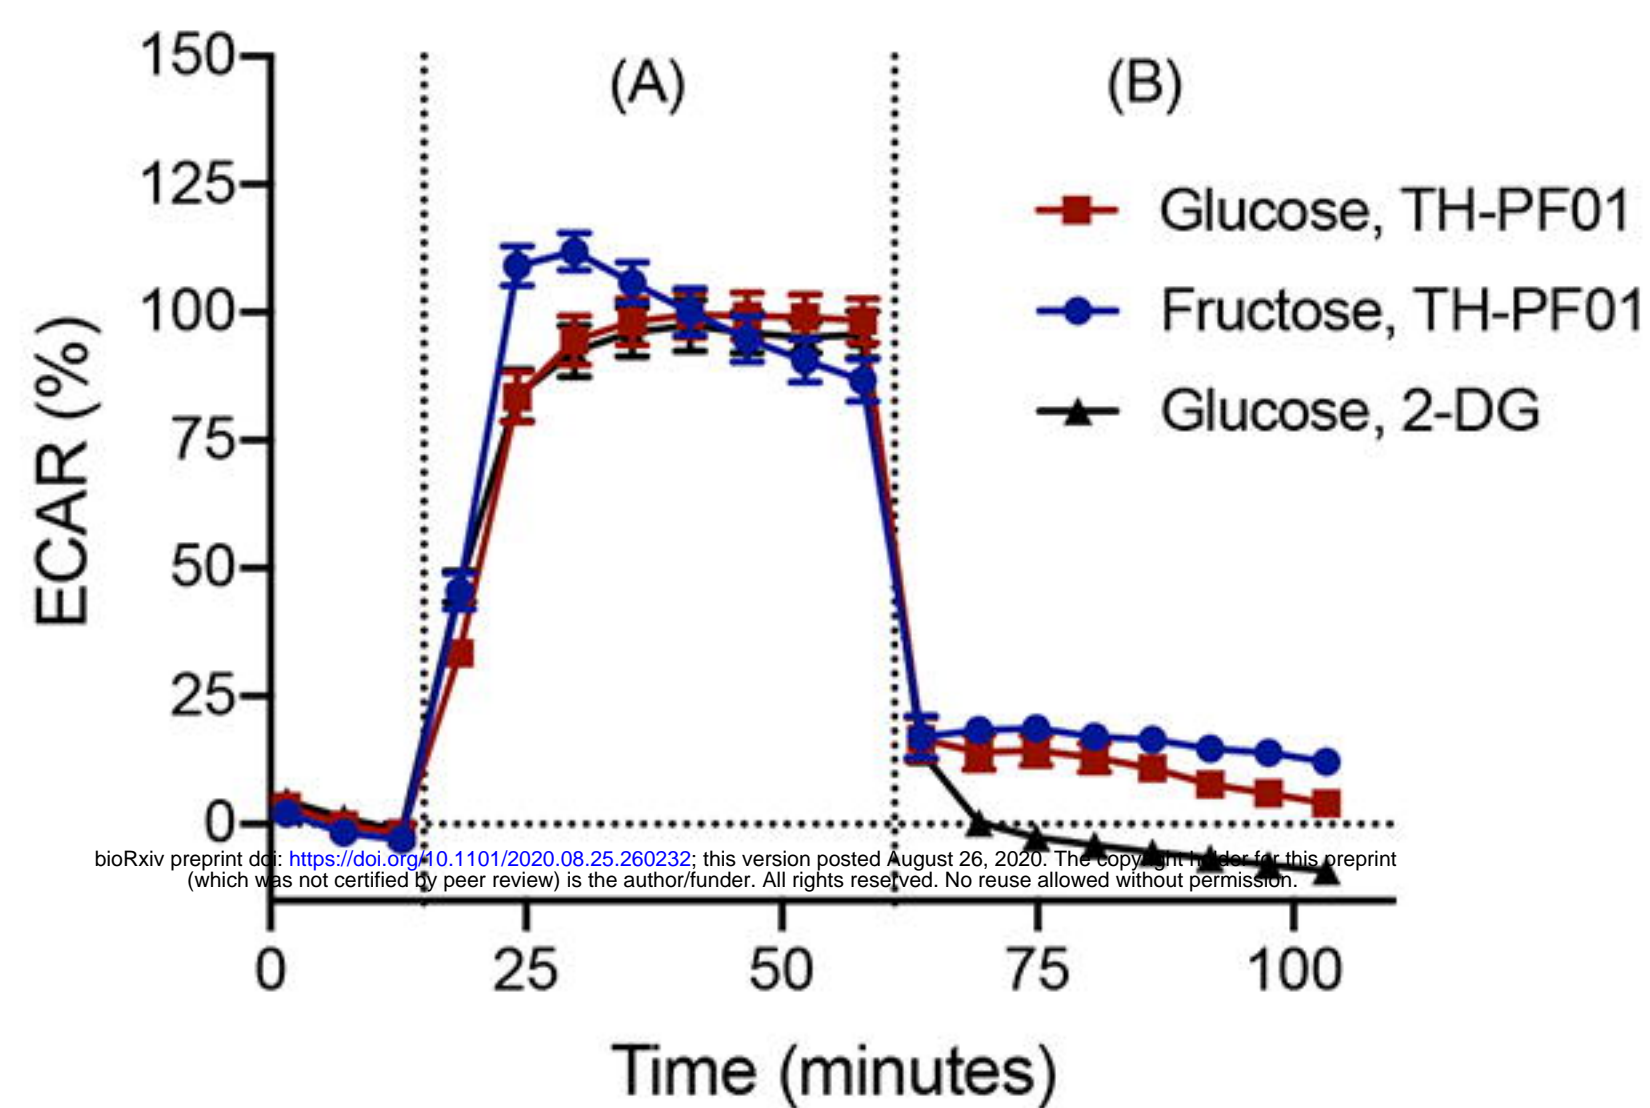 150
(A)
(B)
125
Glucose, TH-PF01
100
Fructose, TH-PF01
75
Glucose, 2-DG
50
25
0
ECAR (%)
bioRxiv preprint doi: https://doi.org/10.1101/2020.08.25.260232; this version posted August 26, 2020. The copyright holder for this preprint
(which was not certified by peer review) is the author/funder. All rights reserved. No reuse allowed without permission.
0
25
50
75
100
Time (minutes)